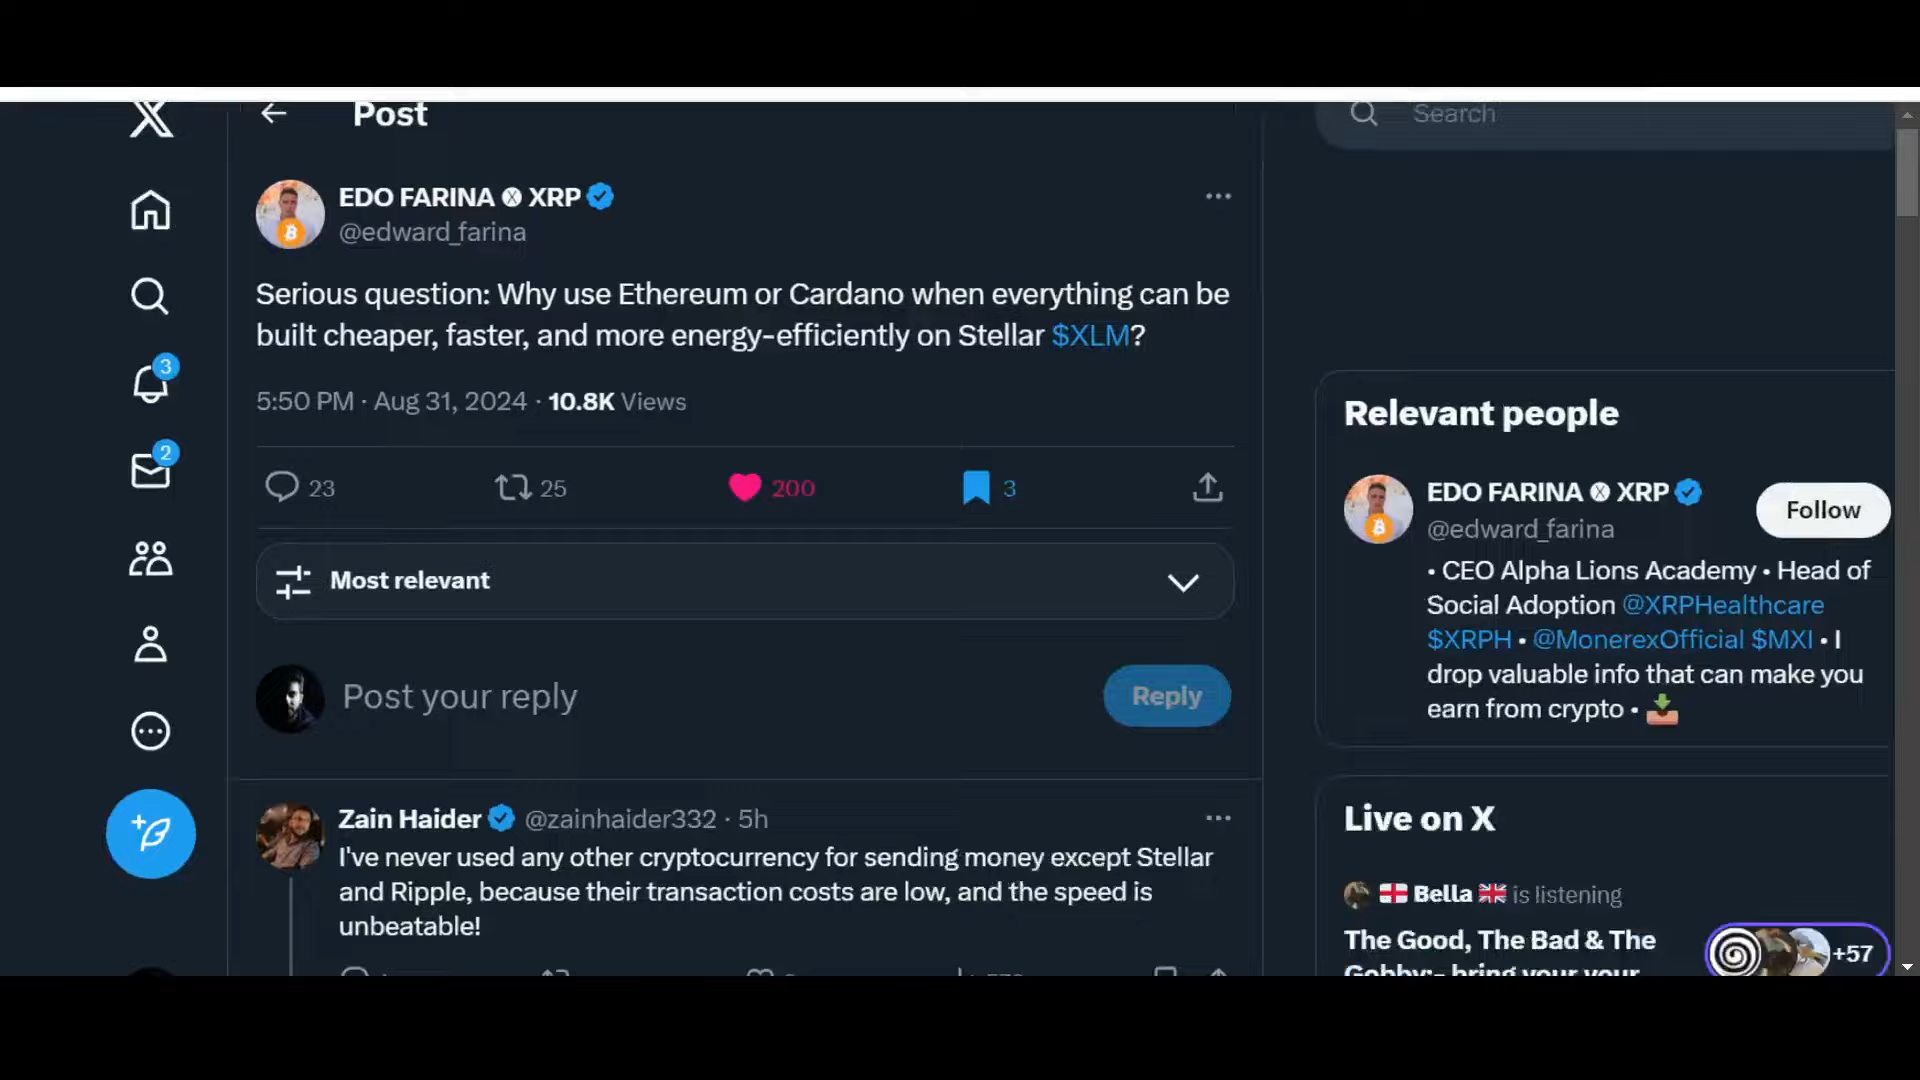 Post
Search
EDO FARINA Ⓧ XRP
@edward_farina
Serious question: Why use Ethereum or Cardano when everything can be
built cheaper, faster, and more energy-efficiently on Stellar $XLM?
5:50 PM · Aug 31, 2024 · 10.8K Views
23 25 200 3
Most relevant
Post your reply
Reply
Zain Haider @zainhaider332 · 5h
I've never used any other cryptocurrency for sending money except Stellar
and Ripple, because their transaction costs are low, and the speed is
unbeatable!
3
2
Relevant people
EDO FARINA Ⓧ XRP
@edward_farina
Follow
• CEO Alpha Lions Academy • Head of
Social Adoption @XRPHealthcare
$XRPH • @MonerexOfficial $MXI • I
drop valuable info that can make you
earn from crypto •
Live on X
Bella is listening
The Good, The Bad & The
Gobby:- bring your your
+57